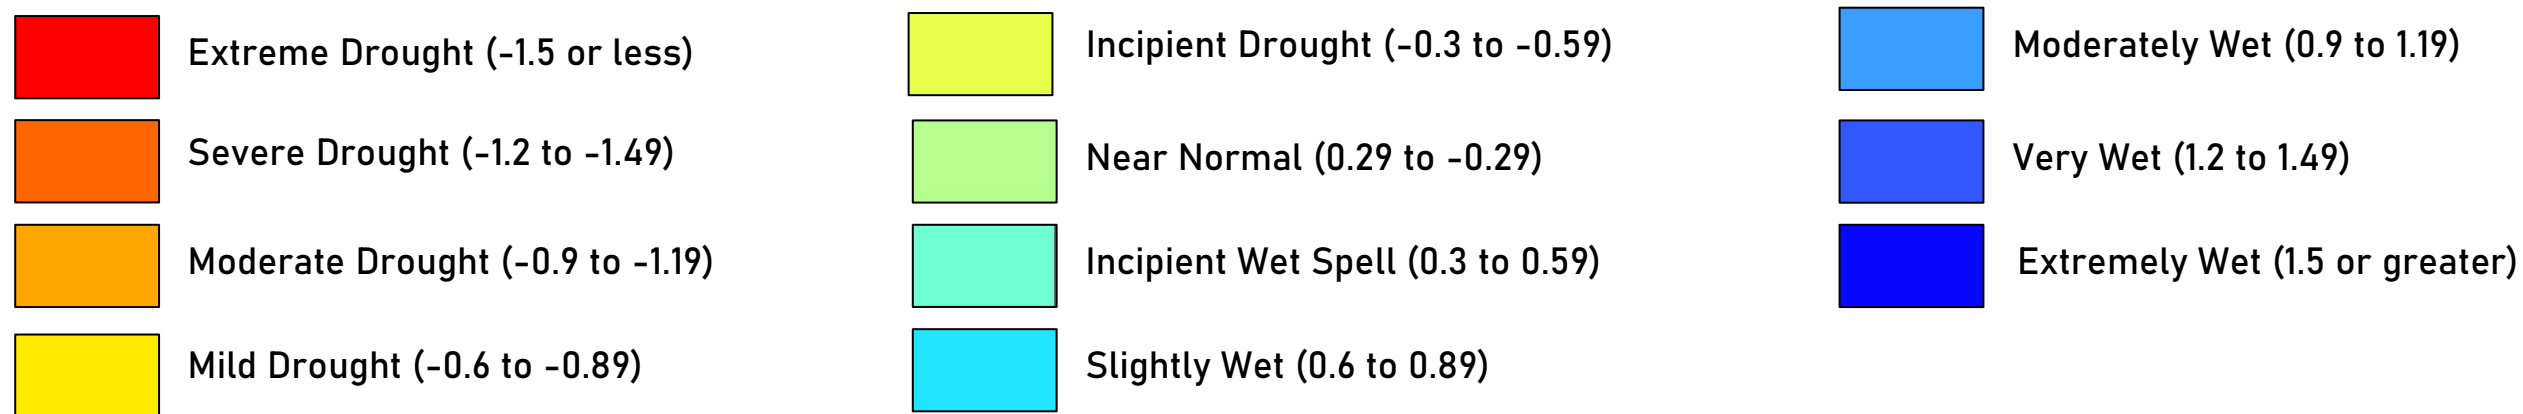 Extreme Drought (-1.5 or less)
Severe Drought (-1.2 to -1.49)
Moderate Drought (-0.9 to -1.19)
Mild Drought (-0.6 to -0.89)
Incipient Drought (-0.3 to -0.59)
Near Normal (0.29 to -0.29)
Incipient Wet Spell (0.3 to 0.59)
Slightly Wet (0.6 to 0.89)
Moderately Wet (0.9 to 1.19)
Very Wet (1.2 to 1.49)
Extremely Wet (1.5 or greater)